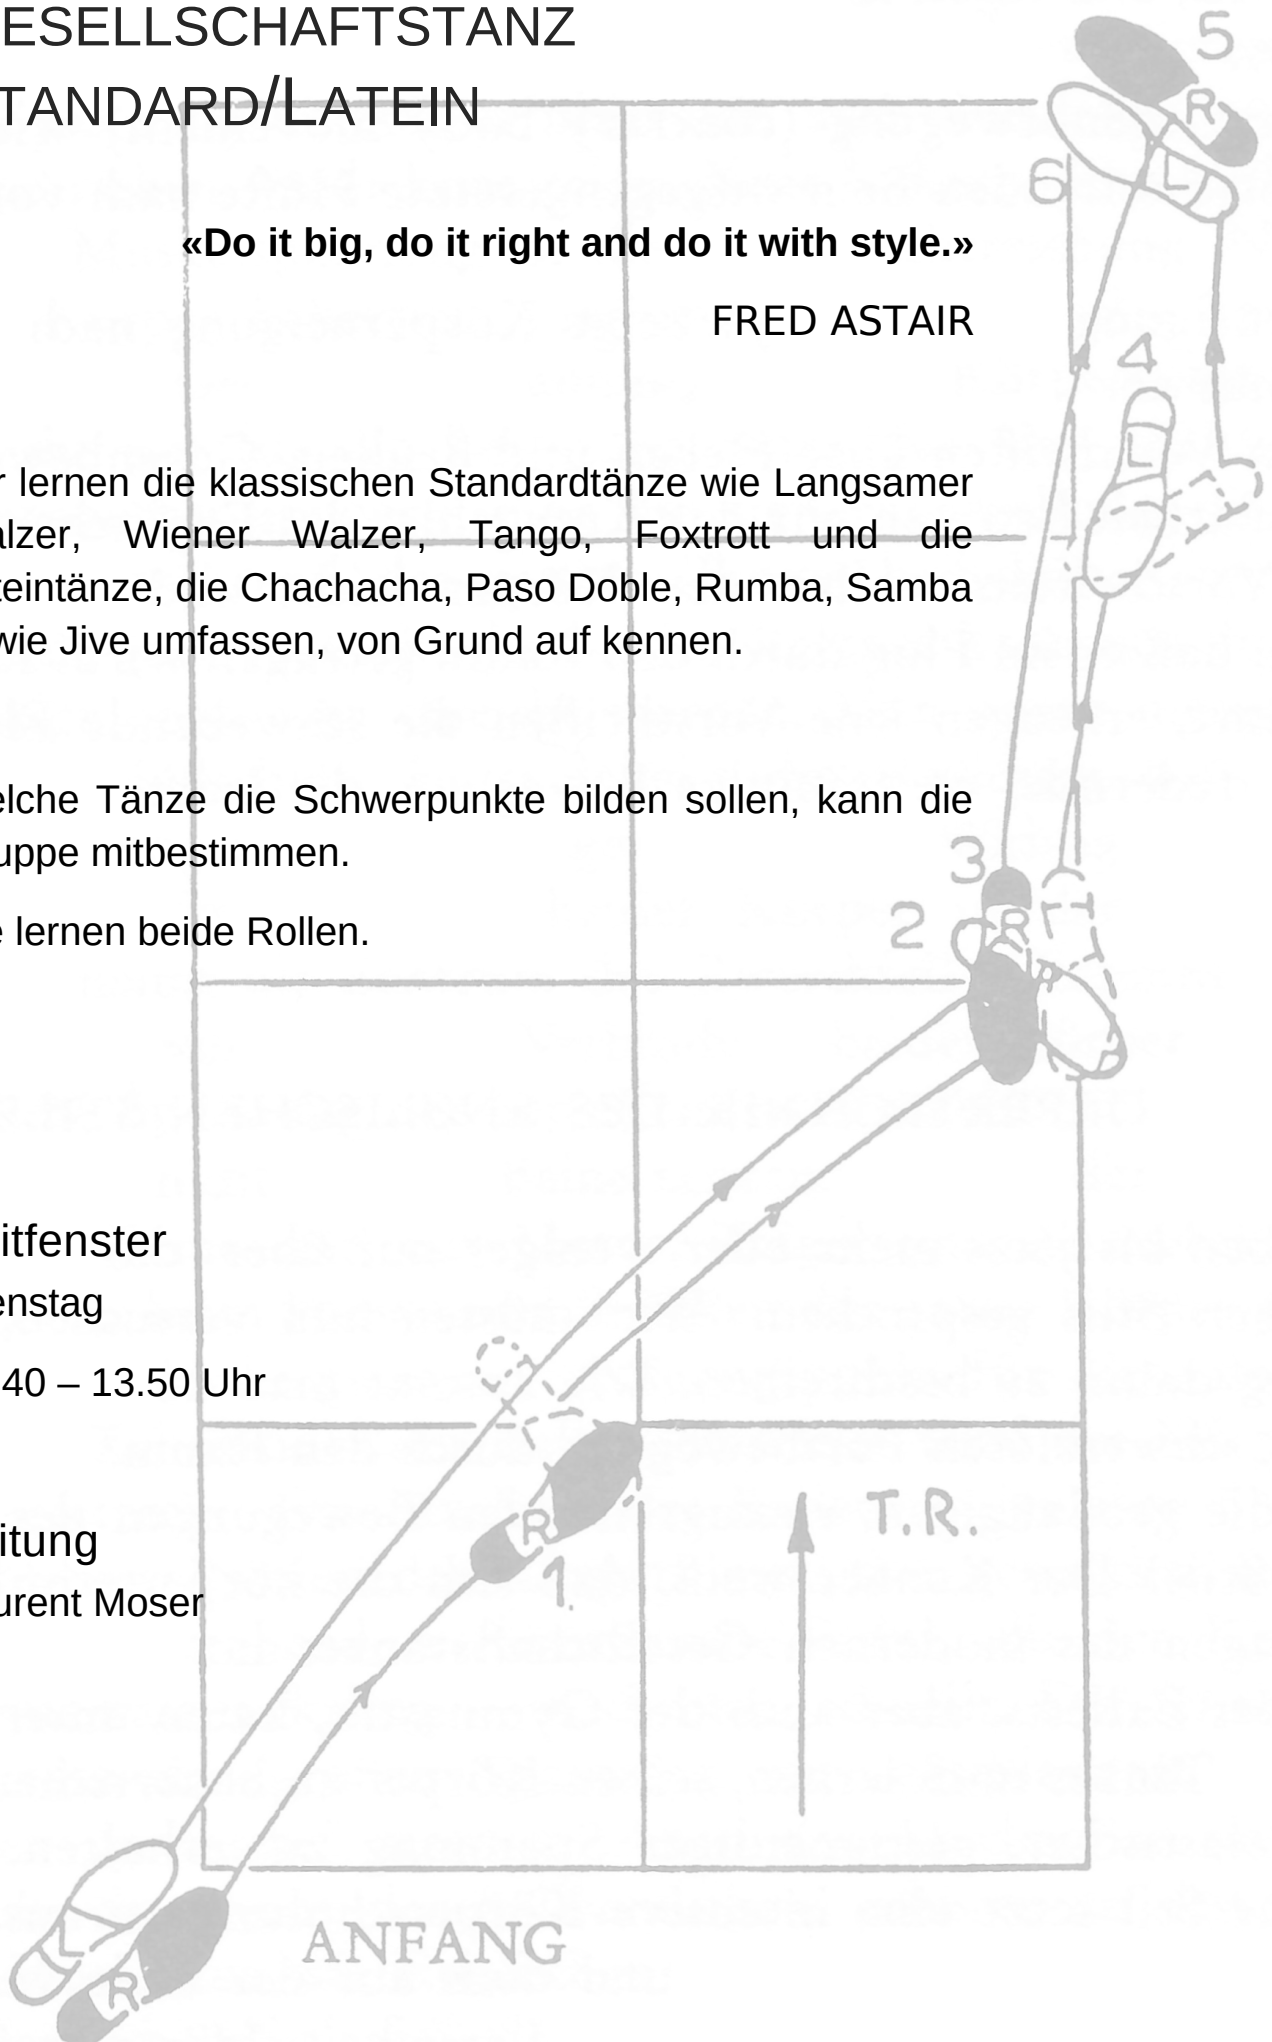 ESELLSCHAFTSTANZ
TANDARD/LATEIN
«Do it big, do it right and do it with style.»
FRED ASTAIR
r lernen die klassischen Standardtänze wie Langsamer
alzer, Wiener Walzer, Tango, Foxtrott und die
teintänze, die Chachacha, Paso Doble, Rumba, Samba
wie Jive umfassen, von Grund auf kennen.
elche Tänze die Schwerpunkte bilden sollen, kann die
uppe mitbestimmen.
e lernen beide Rollen.
itfenster
enstag
40 – 13.50 Uhr
itung
urent Moser
5
R
L
6
4
L
3
2
R
R
1.
T.R.
L
R
ANFANG